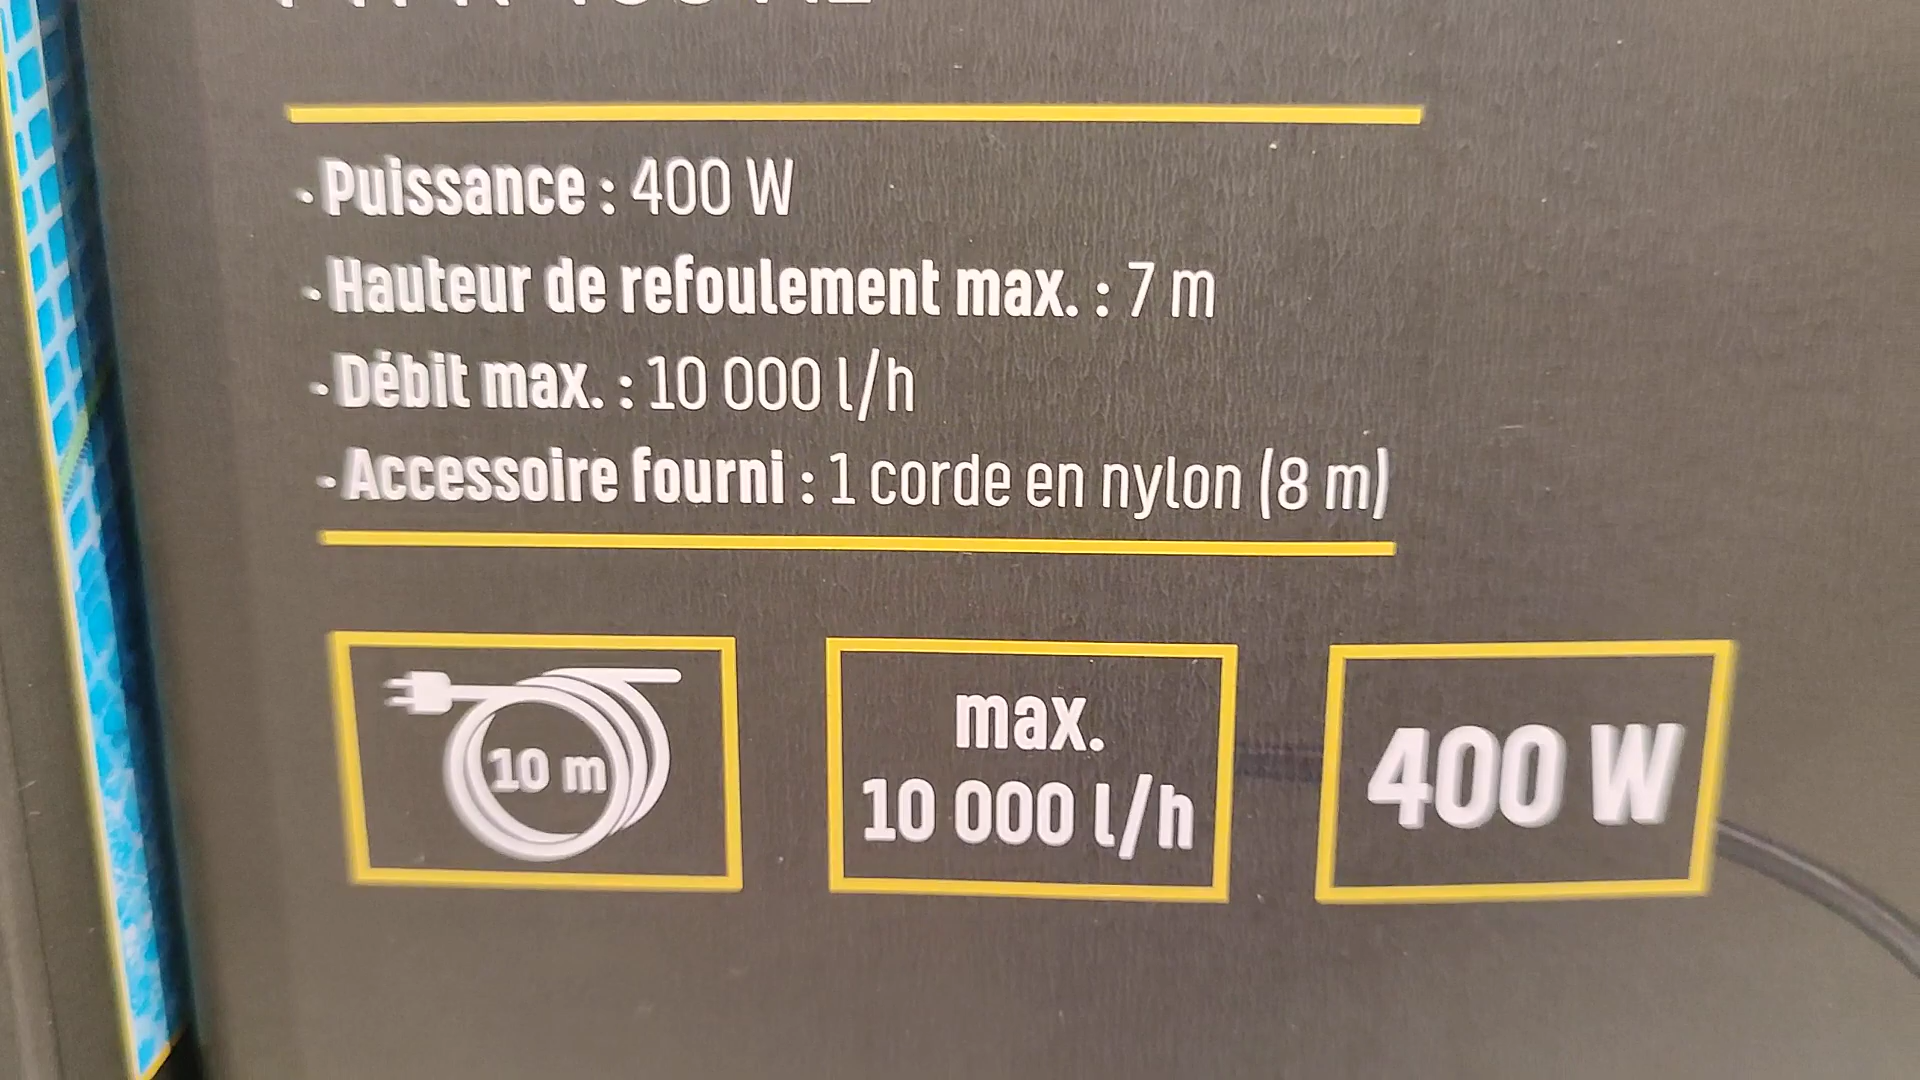 · Puissance : 400 W
· Hauteur de refoulement max. : 7 m
· Débit max. : 10 000 l/h
· Accessoire fourni : 1 corde en nylon (8 m)
10 m
max.
10 000 l/h
400 W